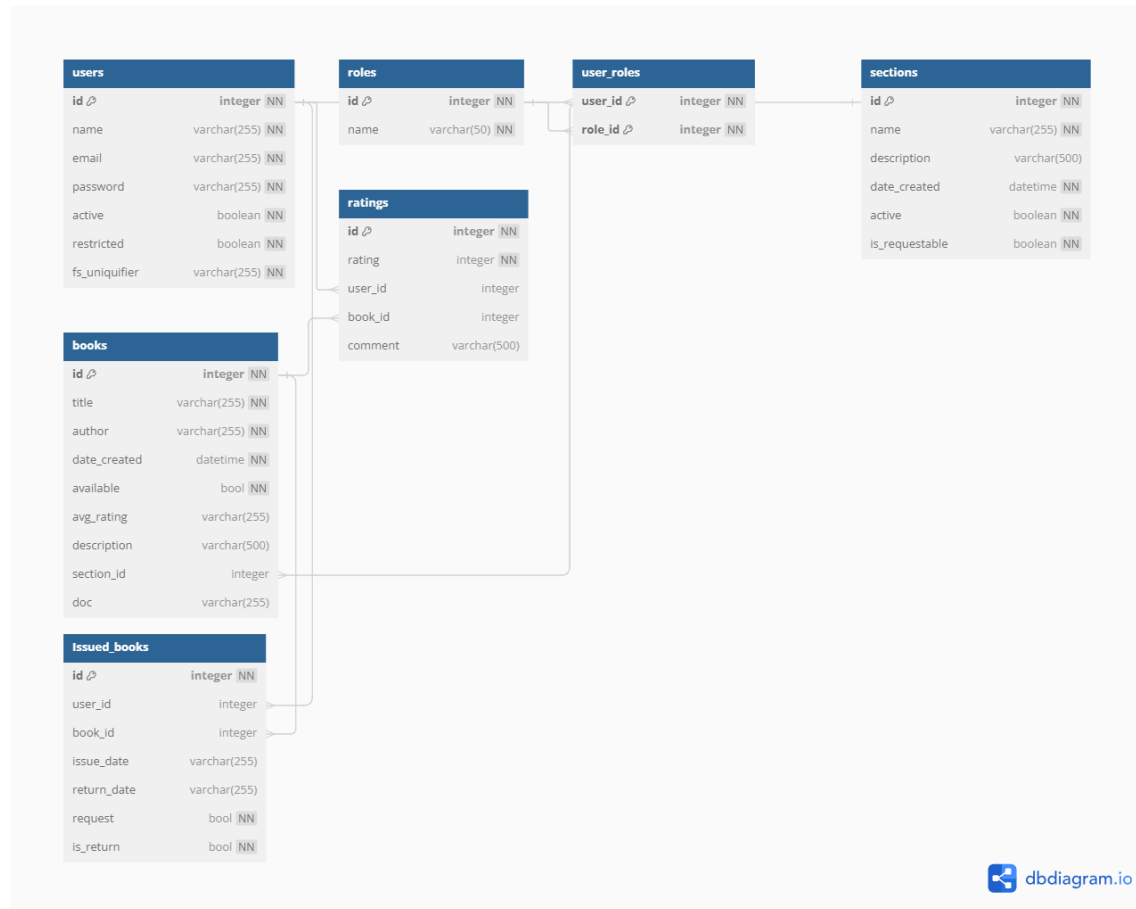 users
id integer NN
name varchar(255) NN
email varchar(255) NN
password varchar(255) NN
active boolean NN
restricted boolean NN
fs_uniquifier varchar(255) NN
roles
id integer NN
name varchar(50) NN
user_roles
user_id integer NN
role_id integer NN
sections
id integer NN
name varchar(255) NN
description varchar(500)
date_created datetime NN
active boolean NN
is_requestable boolean NN
ratings
id integer NN
rating integer NN
user_id integer
book_id integer
comment varchar(500)
books
id integer NN
title varchar(255) NN
author varchar(255) NN
date_created datetime NN
available bool NN
avg_rating varchar(255)
description varchar(500)
section_id integer
doc varchar(255)
Issued_books
id integer NN
user_id integer
book_id integer
issue_date varchar(255)
return_date varchar(255)
request bool NN
is_return bool NN
dbdiagram.io